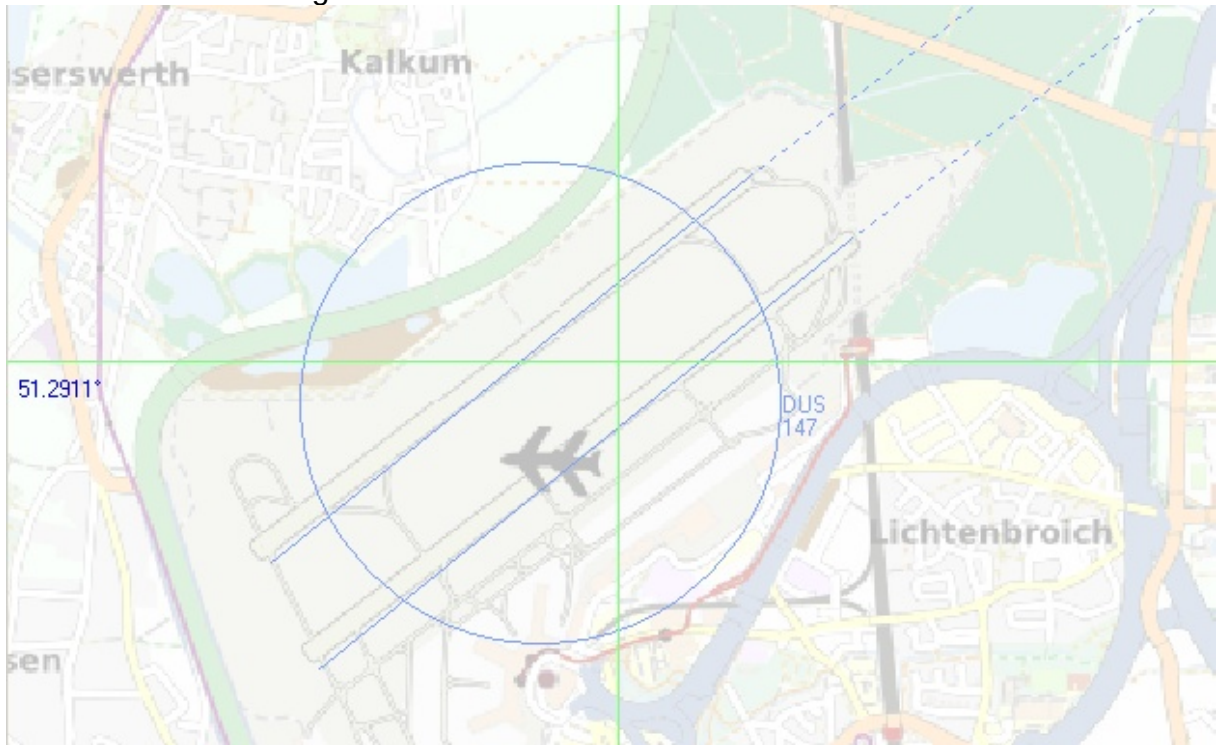 g
Kalkum
serswerth
51.2911°
DUS
147
Lichtenbroich
sen